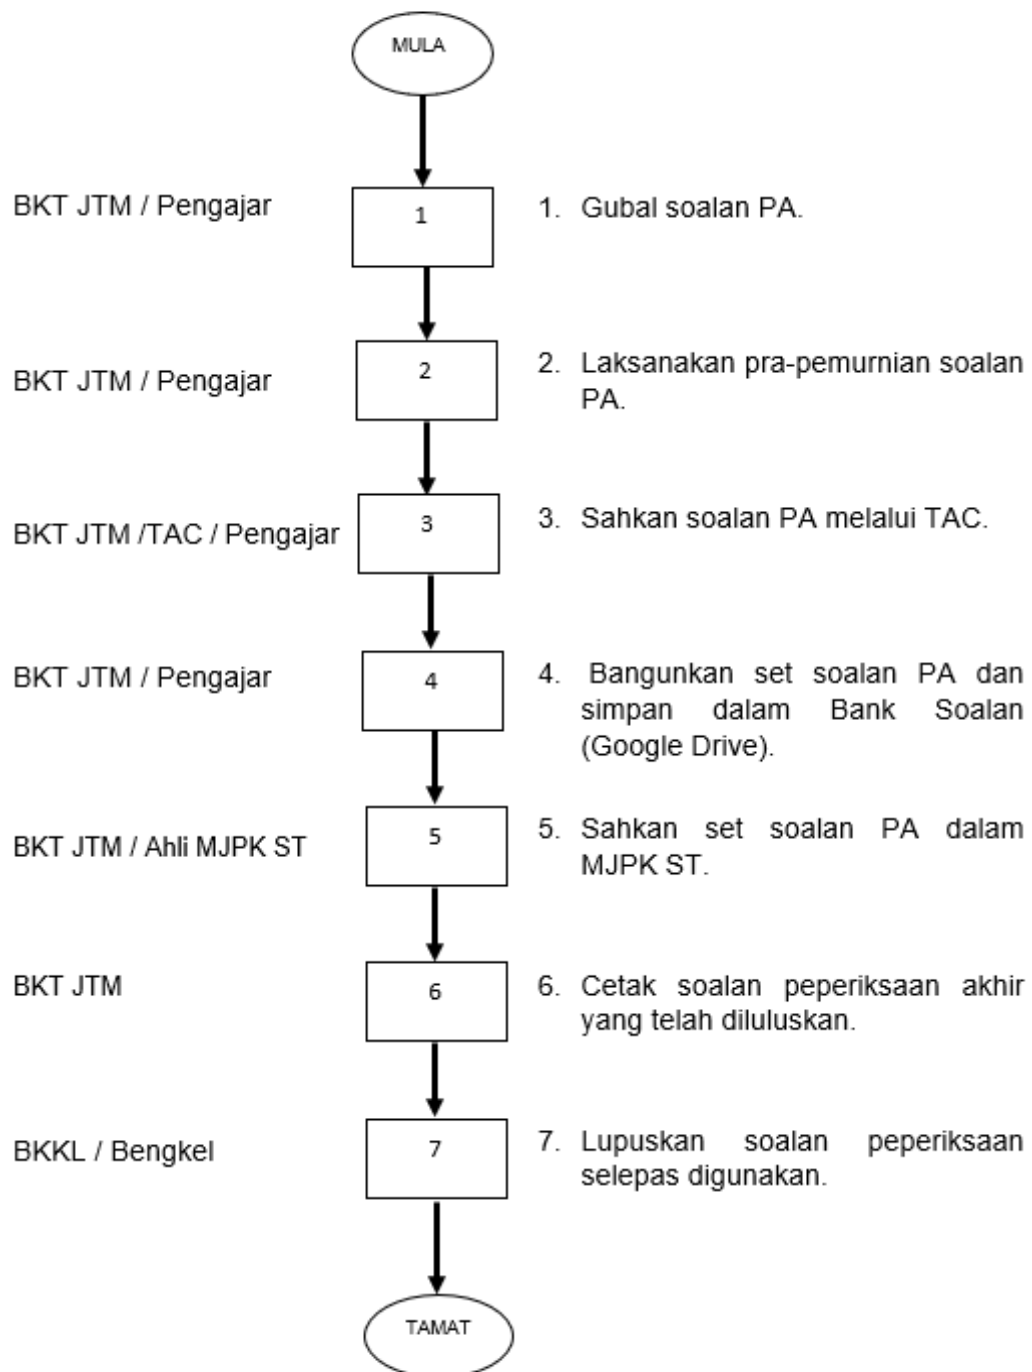 MULA
BKT JTM / Pengajar
1
1. Gubal soalan PA.
BKT JTM / Pengajar
2
2. Laksanakan pra-pemurnian soalan
PA.
BKT JTM /TAC / Pengajar
3
3. Sahkan soalan PA melalui TAC.
BKT JTM / Pengajar
4
4. Bangunkan set soalan PA dan
simpan dalam Bank Soalan
(Google Drive).
BKT JTM / Ahli MJPK ST
5
5. Sahkan set soalan PA dalam
MJPK ST.
BKT JTM
6
6. Cetak soalan peperiksaan akhir
yang telah diluluskan.
BKKL / Bengkel
7
7. Lupuskan soalan peperiksaan
selepas digunakan.
TAMAT